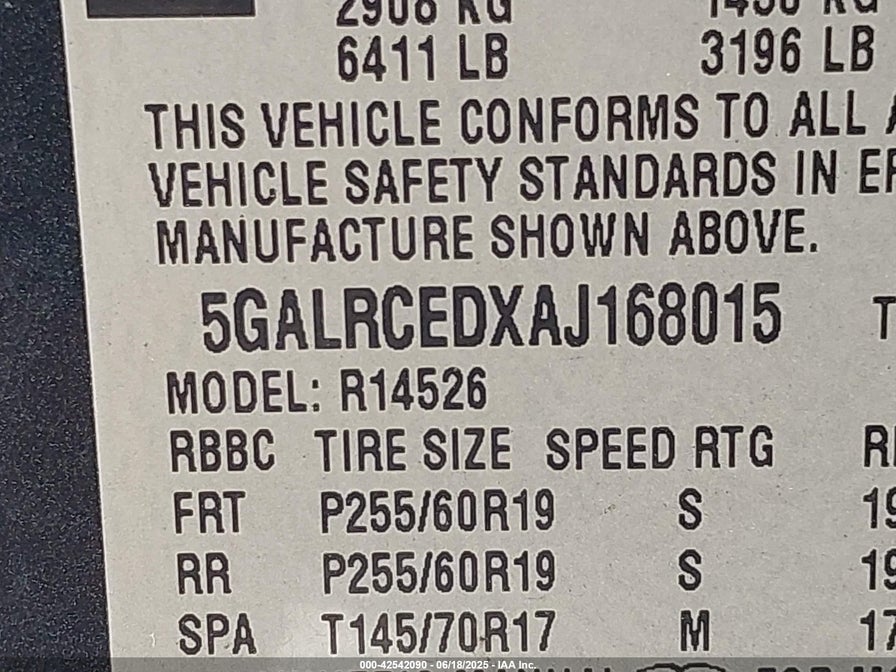 2908 KG
6411 LB 3196 LB
THIS VEHICLE CONFORMS TO ALL
VEHICLE SAFETY STANDARDS IN
MANUFACTURE SHOWN ABOVE.
5GALRCEDXAJ168015 T
MODEL: R14526
RBBC TIRE SIZE SPEED RTG
FRT P255/60R19 S
RR P255/60R19 S
SPA T145/70R17 M
000-42542090 - 06/18/2025 - IAA Inc.